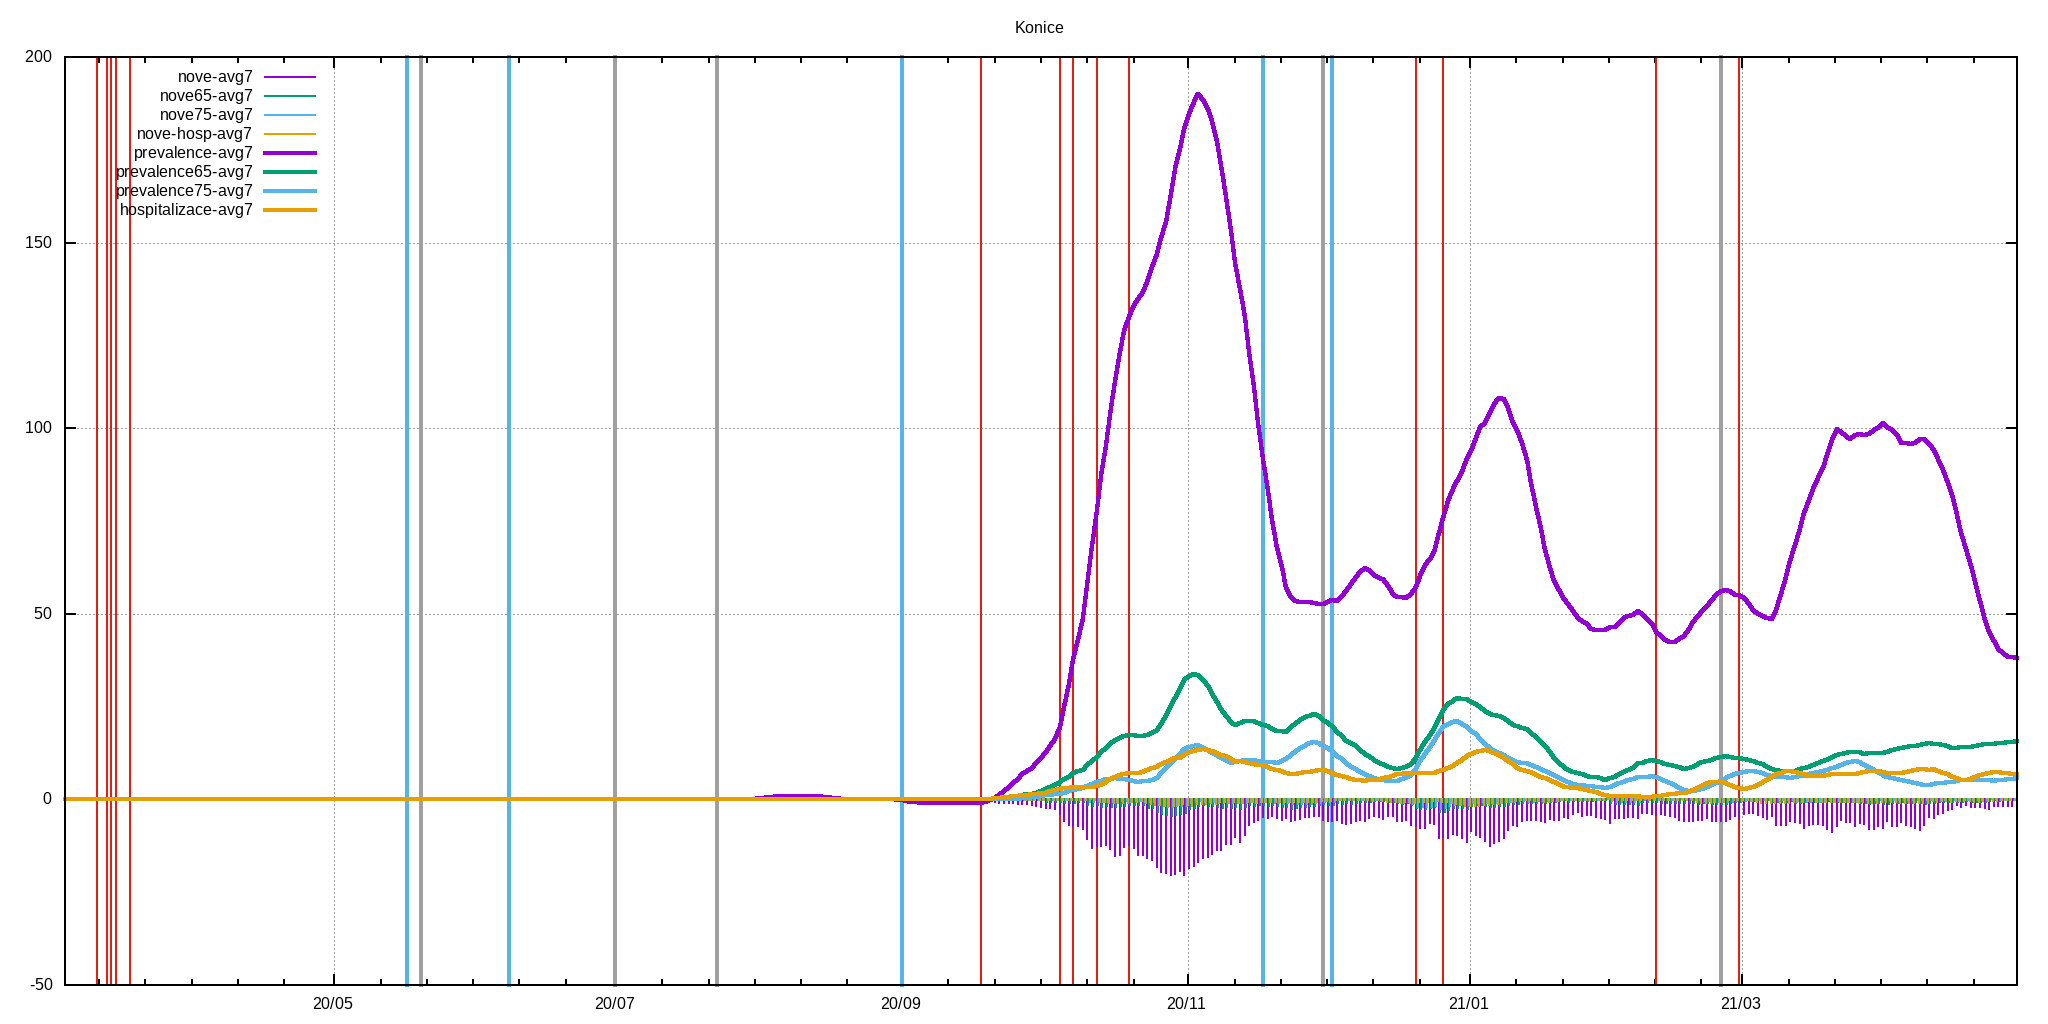 Konice
200
150
100
50
0
-50
nove-avg7
nove65-avg7
nove75-avg7
nove-hosp-avg7
prevalence-avg7
prevalence65-avg7
prevalence75-avg7
hospitalizace-avg7
20/05 20/07 20/09 20/11 21/01 21/03